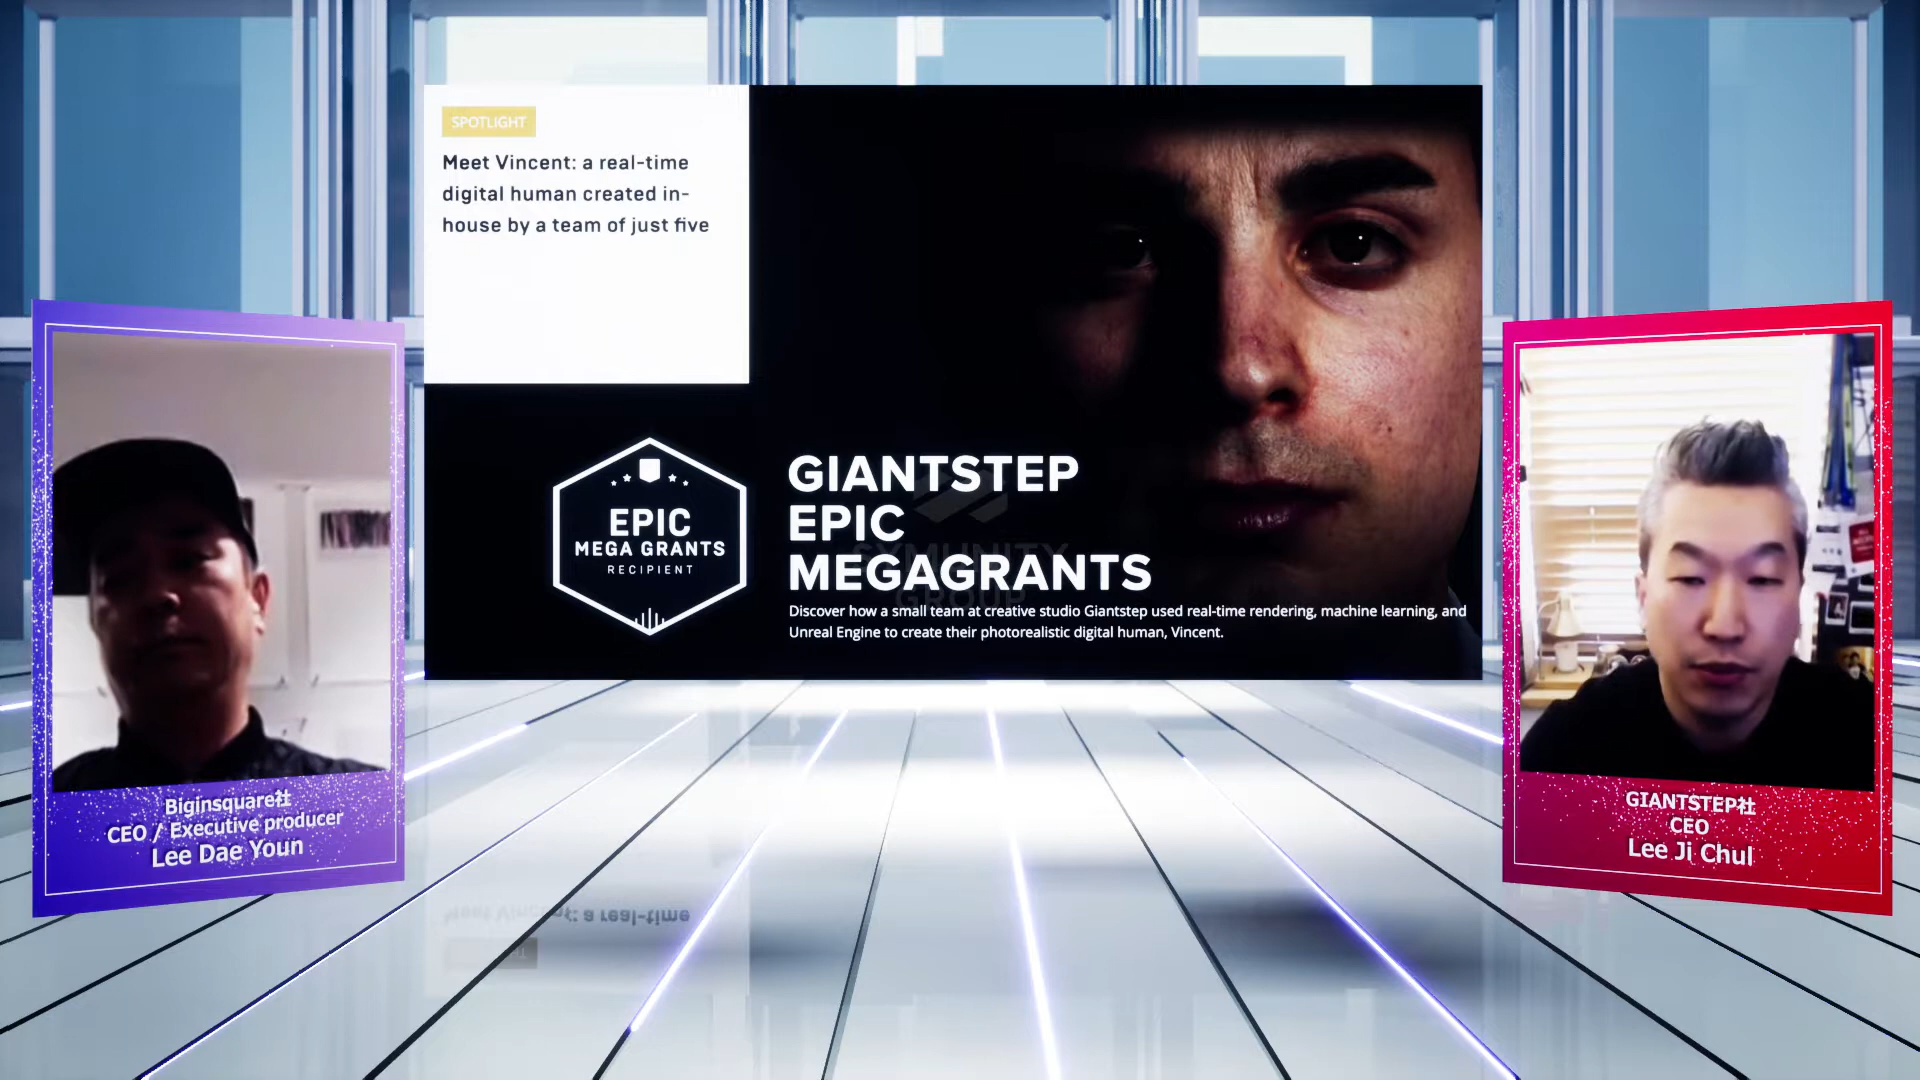 SPOTLIGHT
Meet Vincent: a real-time
digital human created in-
house by a team of just five
EPIC
MEGA GRANTS
RECIPIENT
GIANTSTEP
EPIC
MEGAGRANTS
Discover how a small team at creative studio Giantstep used real-time rendering, machine learning, and
Unreal Engine to create their photorealistic digital human, Vincent.
Biginsquare社
CEO / Executive producer
Lee Dae Youn
GIANTSTEP社
CEO
Lee Ji Chul